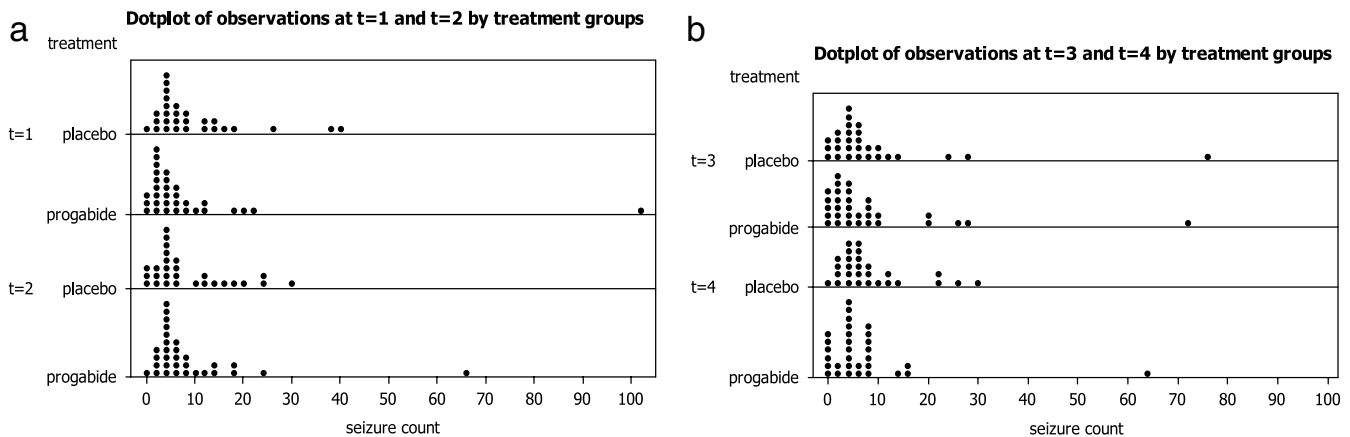 a
Dotplot of observations at t=1 and t=2 by treatment groups
treatment
t=1 placebo
progabide
t=2 placebo
progabide
0 10 20 30 40 50 60 70 80 90 100
seizure count
b
Dotplot of observations at t=3 and t=4 by treatment groups
treatment
t=3 placebo
progabide
t=4 placebo
progabide
0 10 20 30 40 50 60 70 80 90 100
seizure count